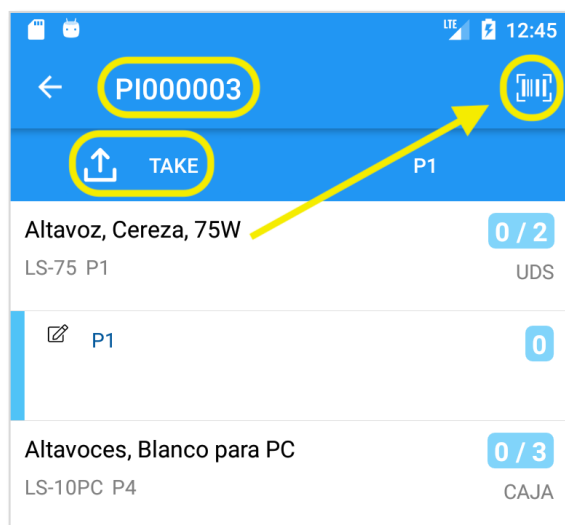 LTE 12:45
PI000003
TAKE P1
Altavoz, Cereza, 75W 0 / 2
LS-75 P1 UDS
P1 0
Altavoces, Blanco para PC 0 / 3
LS-10PC P4 CAJA